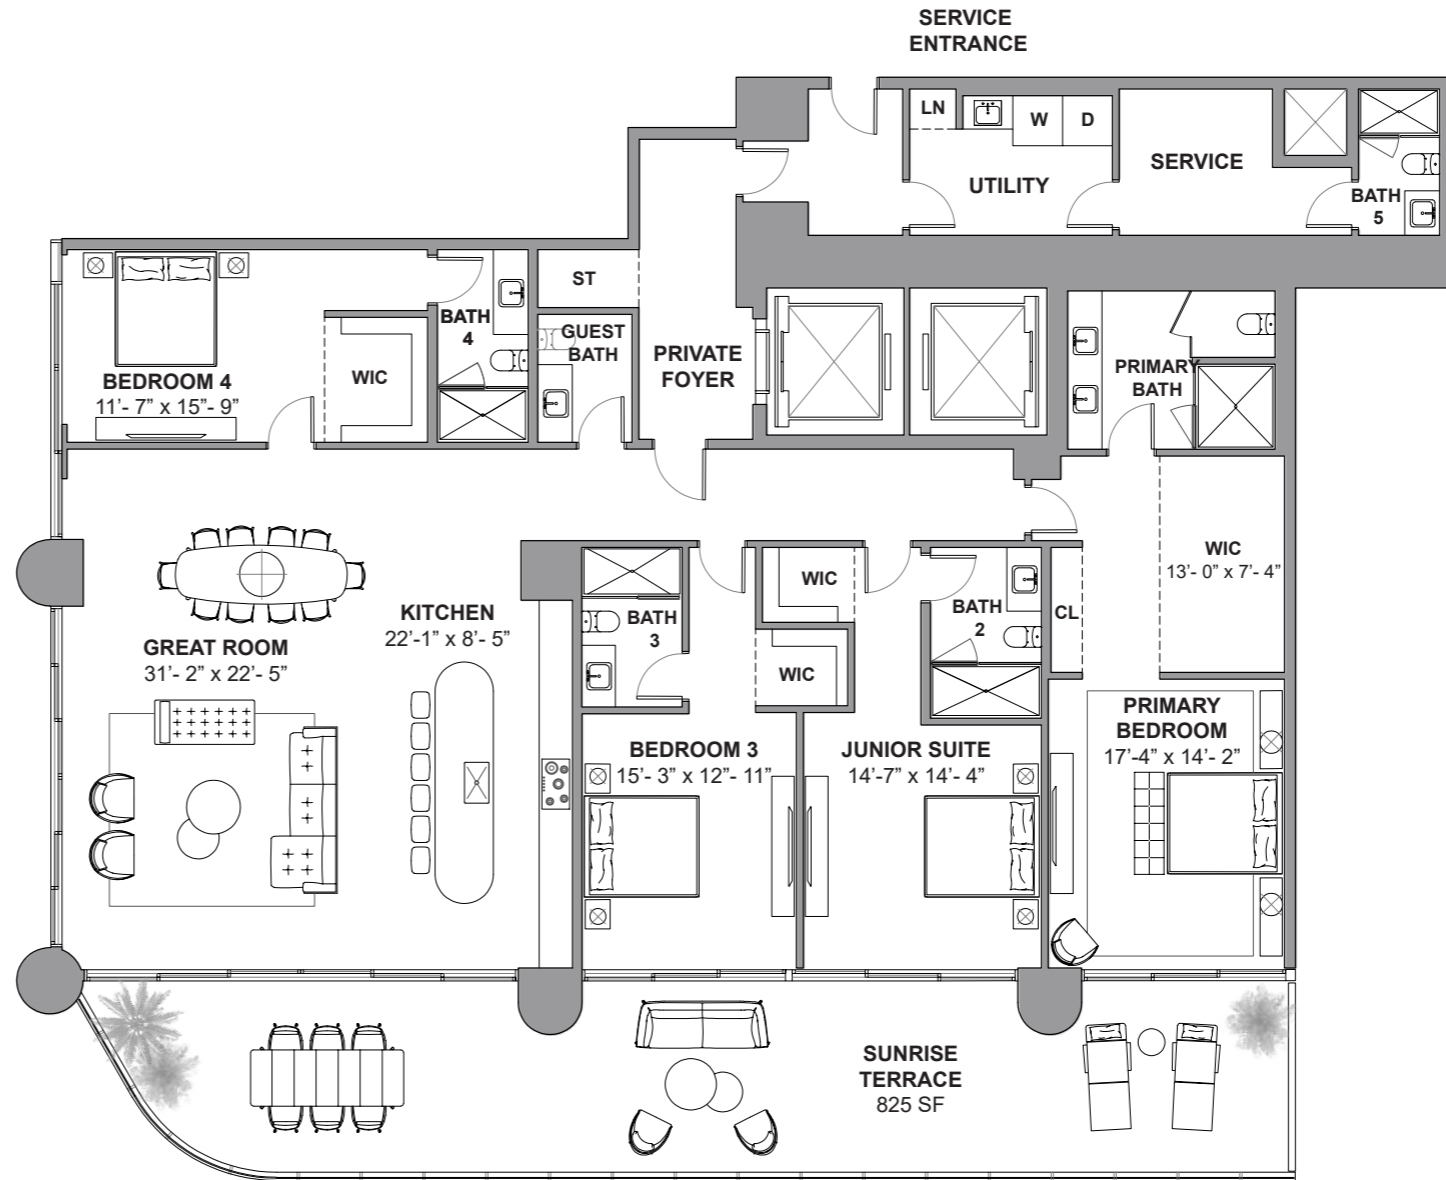 SERVICE
ENTRANCE
LN
W
D
UTILITY
SERVICE
BATH
5
ST
GUEST
BATH
PRIVATE
FOYER
BATH
4
WIC
BEDROOM 4
11’- 7” x 15”- 9”
PRIMARY
BATH
WIC
13’- 0” x 7’- 4”
CL
WIC
BATH
2
BATH
3
WIC
KITCHEN
22’-1” x 8’- 5”
GREAT ROOM
31’- 2” x 22’- 5”
BEDROOM 3
15’- 3” x 12”- 11”
JUNIOR SUITE
14’-7” x 14’- 4”
PRIMARY
BEDROOM
17’-4” x 14’- 2”
SUNRISE
TERRACE
825 SF